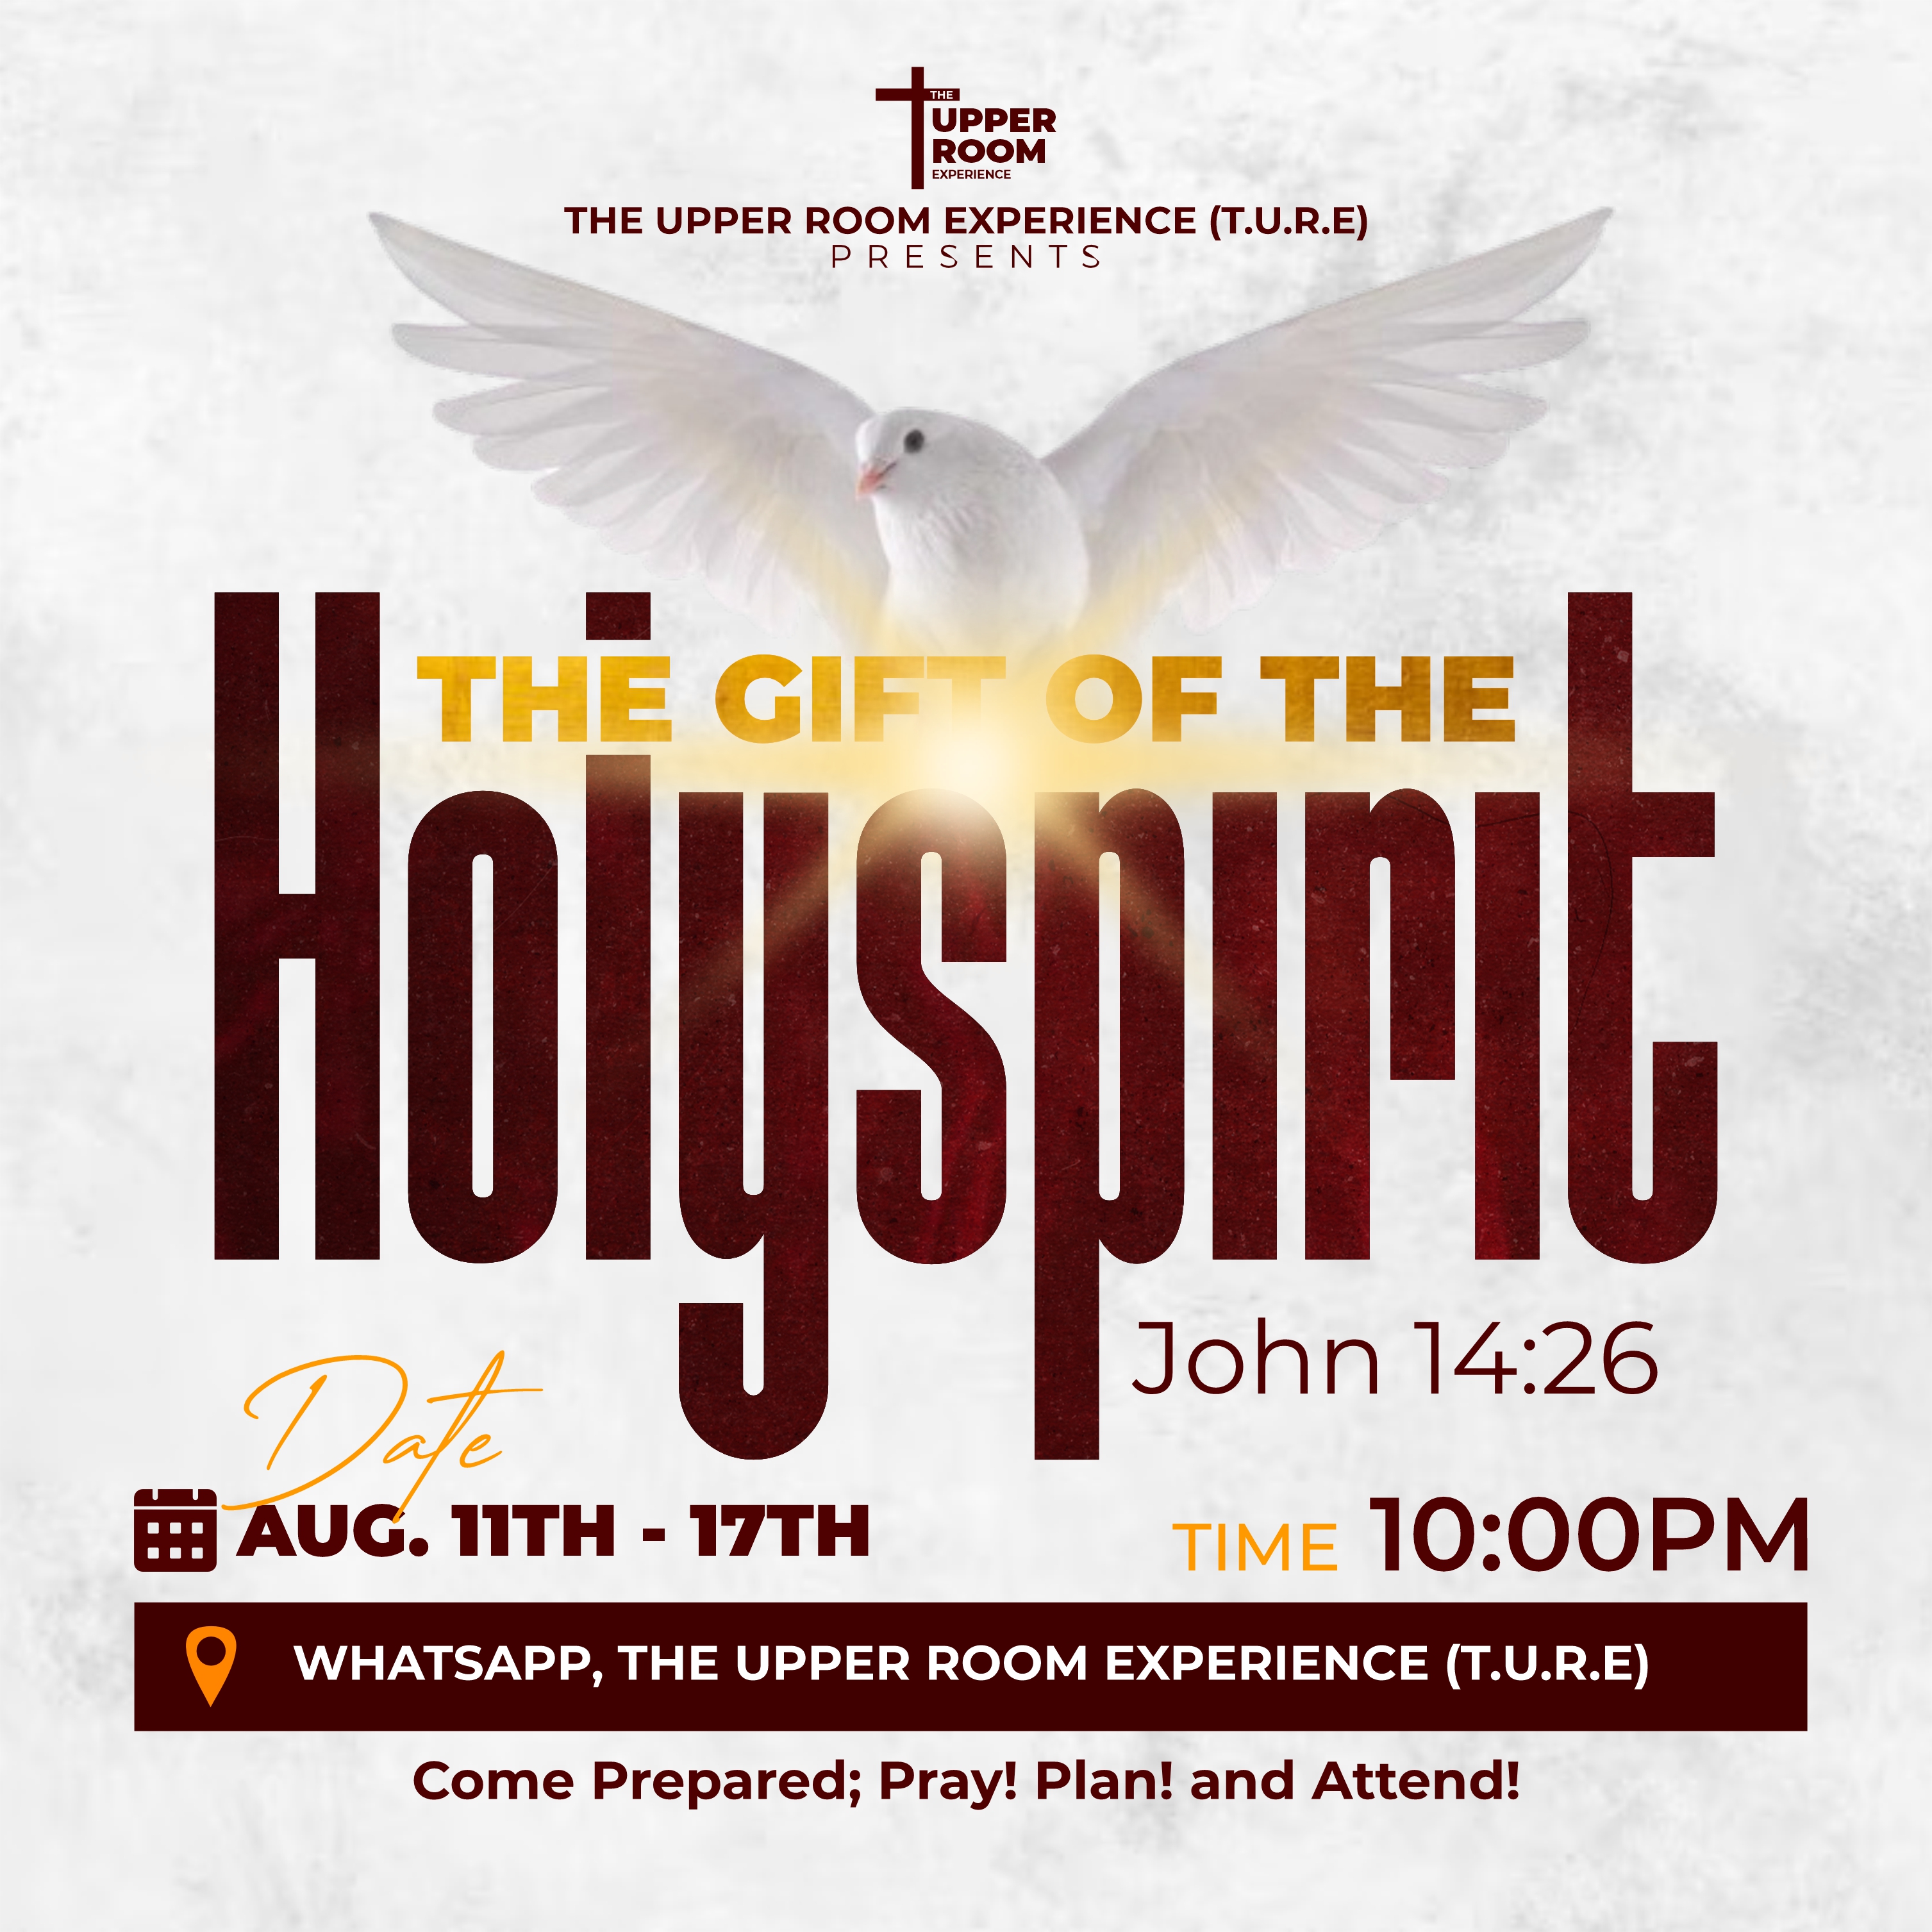 THE
UPPER
ROOM
EXPERIENCE
THE UPPER ROOM EXPERIENCE (T.U.R.E)
PRESENTS
THE GIFT OF THE
Holyspirit
John 14:26
Date
AUG. 11TH - 17TH
TIME 10:00PM
WHATSAPP, THE UPPER ROOM EXPERIENCE (T.U.R.E)
Come Prepared; Pray! Plan! and Attend!